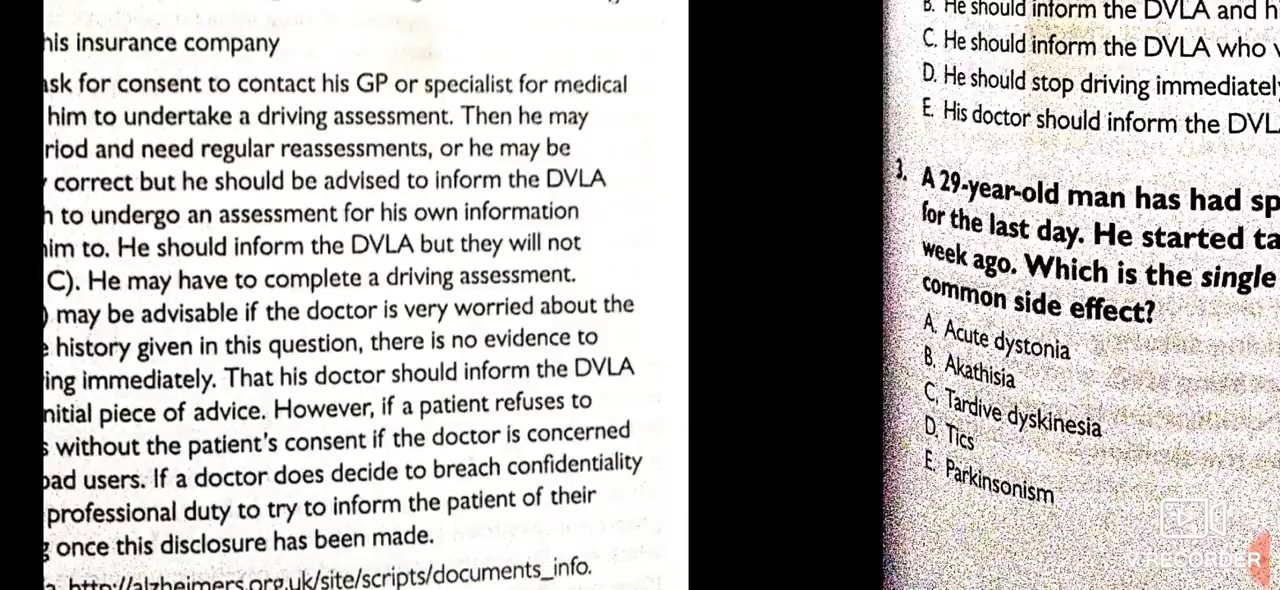 his insurance company
ask for consent to contact his GP or specialist for medical
him to undertake a driving assessment. Then he may
riod and need regular reassessments, or he may be
correct but he should be advised to inform the DVLA
h to undergo an assessment for his own information
him to. He should inform the DVLA but they will not
C). He may have to complete a driving assessment.
) may be advisable if the doctor is very worried about the
e history given in this question, there is no evidence to
ing immediately. That his doctor should inform the DVLA
nitial piece of advice. However, if a patient refuses to
s without the patient's consent if the doctor is concerned
oad users. If a doctor does decide to breach confidentiality
professional duty to try to inform the patient of their
g once this disclosure has been made.
http://alzheimers.org.uk/site/scripts/documents_info.
B. He should inform the DVLA and h
C. He should inform the DVLA who
D. He should stop driving immediately
E. His doctor should inform the DVL
3. A 29-year-old man has had sp
for the last day. He started ta
week ago. Which is the single
common side effect?
A. Acute dystonia
B. Akathisia
C. Tardive dyskinesia
D. Tics
E. Parkinsonism
V.RECORDER